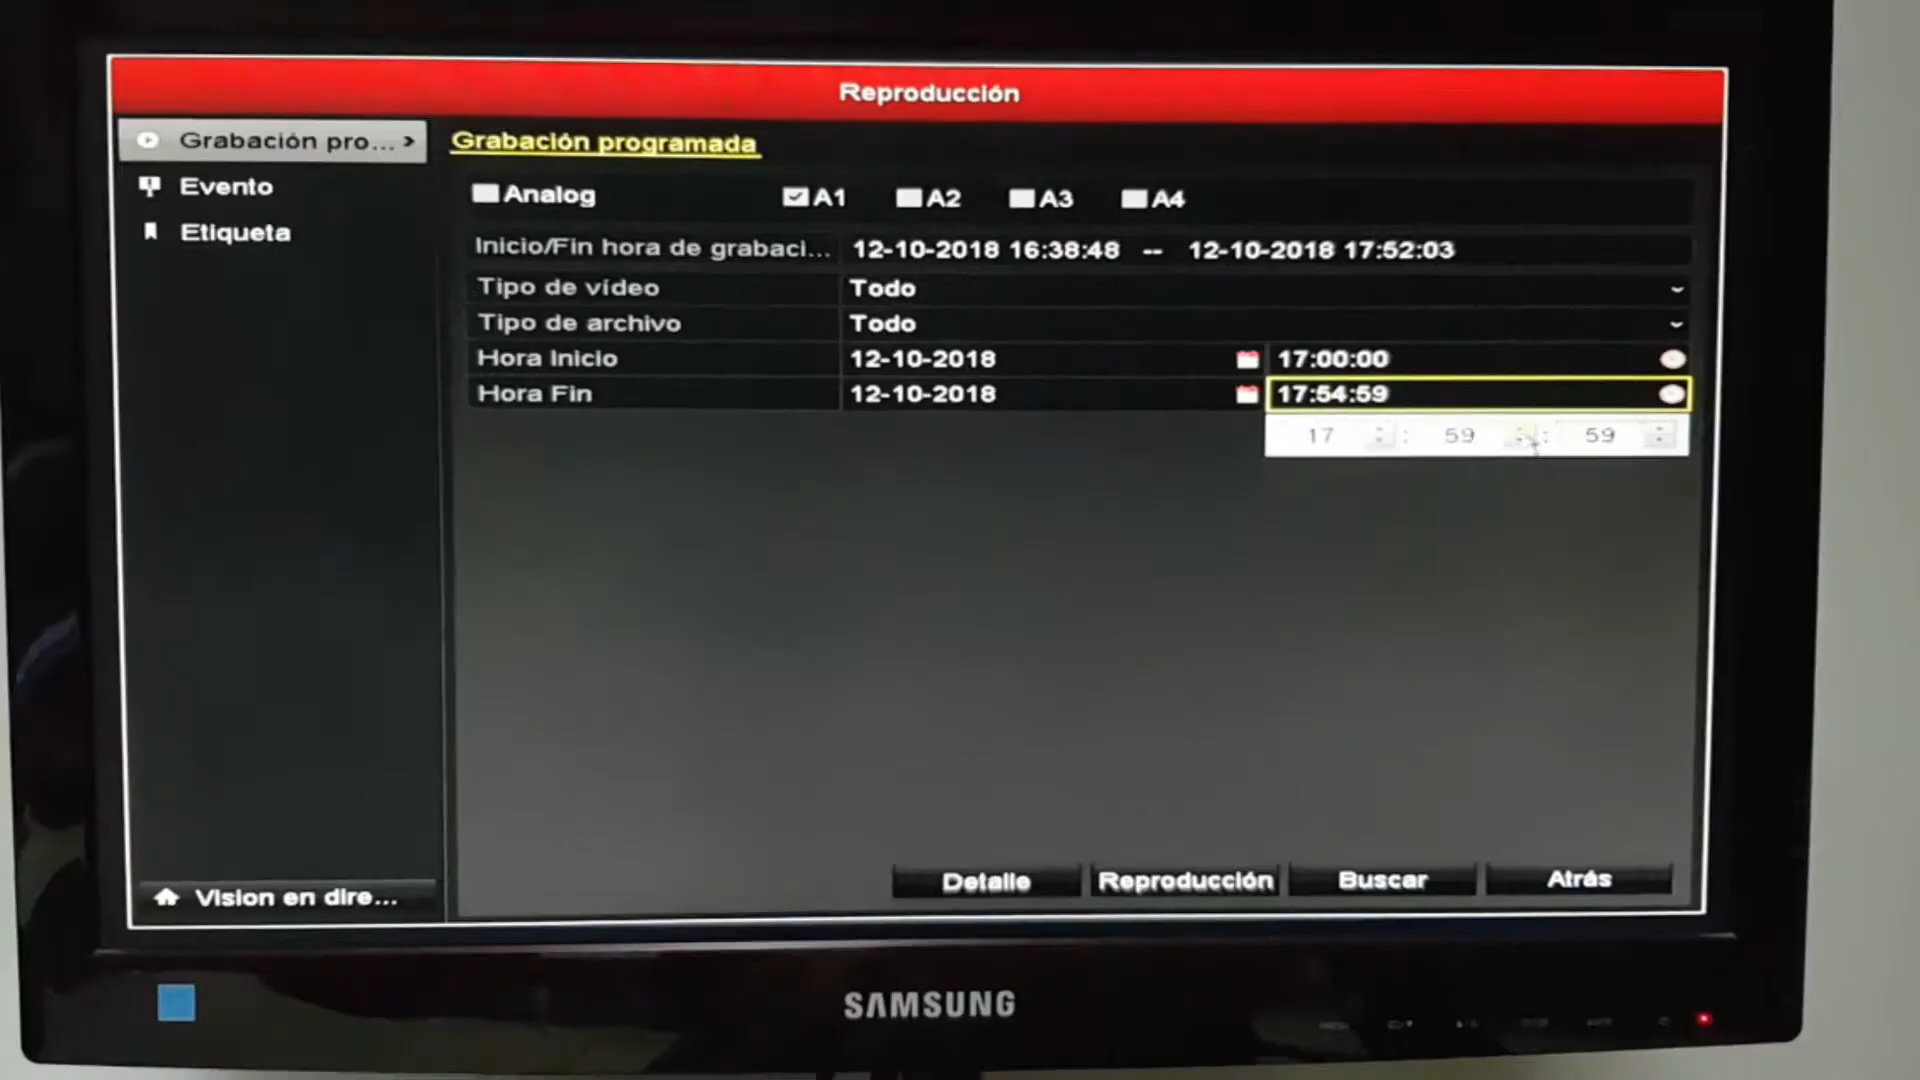 Reproducción
Grabación pro... >
Evento
Etiqueta
Grabación programada
Analog A1 A2 A3 A4
Inicio/Fin hora de grabaci... 12-10-2018 16:38:48 -- 12-10-2018 17:52:03
Tipo de vídeo Todo
Tipo de archivo Todo
Hora Inicio 12-10-2018 17:00:00
Hora Fin 12-10-2018 17:54:59
17 : 59 : 59
Vision en dire...
Detalle Reproducción Buscar Atrás
SAMSUNG